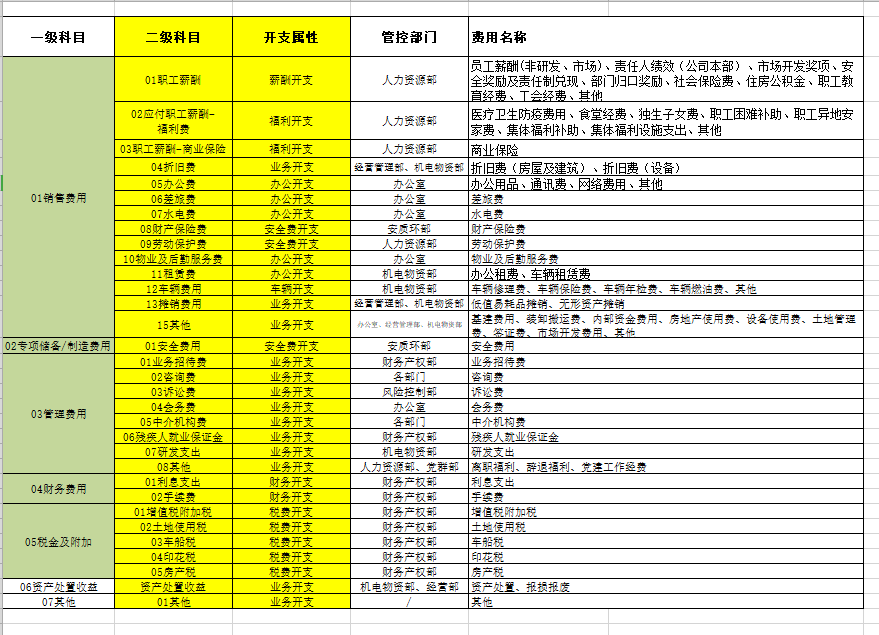 一级科目 二级科目 开支属性 管控部门 费用名称
01销售费用
01职工薪酬 薪酬开支 人力资源部
员工薪酬(非研发、市场)、责任人绩效（公司本部）、市场开发奖项、安
全奖励及责任制兑现、部门归口奖励、社会保险费、住房公积金、职工教
育经费、工会经费、其他
02应付职工薪酬-
福利费
福利开支 人力资源部
医疗卫生防疫费用、食堂经费、独生子女费、职工困难补助、职工异地安
家费、集体福利补助、集体福利设施支出、其他
03职工薪酬-商业保险 福利开支 人力资源部 商业保险
04折旧费 业务开支 经营管理部、机电物资部 折旧费（房屋及建筑）、折旧费（设备）
05办公费 办公开支 办公室 办公用品、通讯费、网络费用、其他
06差旅费 办公开支 办公室 差旅费
07水电费 办公开支 办公室 水电费
08财产保险费 安全费开支 安质环部 财产保险费
09劳动保护费 安全费开支 人力资源部 劳动保护费
10物业及后勤服务费 办公开支 办公室 物业及后勤服务费
11租赁费 办公开支 机电物资部 办公租费、车辆租赁费
12车辆费用 车辆开支 机电物资部 车辆修理费、车辆保险费、车辆年检费、车辆燃油费、其他
13摊销费用 业务开支 经营管理部、机电物资部 低值易耗品摊销、无形资产摊销
15其他 业务开支 办公室、经营管理部、机电物资部
基建费用、装卸搬运费、内部资金费用、房地产使用费、设备使用费、土地管理
费、签证费、市场开发费用、其他
02专项储备/制造费用 01安全费用 安全费开支 安质环部 安全费用
03管理费用
01业务招待费 业务开支 财务产权部 业务招待费
02咨询费 业务开支 各部门 咨询费
03诉讼费 业务开支 风险控制部 诉讼费
04会务费 业务开支 办公室 会务费
05中介机构费 业务开支 各部门 中介机构费
06残疾人就业保证金 业务开支 财务产权部 残疾人就业保证金
07研发支出 业务开支 机电物资部 研发支出
08其他 业务开支 人力资源部、党群部 离职福利、辞退福利、党建工作经费
04财务费用
01利息支出 财务开支 财务产权部 利息支出
02手续费 财务开支 财务产权部 手续费
05税金及附加
01增值税附加税 税费开支 财务产权部 增值税附加税
02土地使用税 税费开支 财务产权部 土地使用税
03车船税 税费开支 财务产权部 车船税
04印花税 税费开支 财务产权部 印花税
05房产税 税费开支 财务产权部 房产税
06资产处置收益 资产处置收益 业务开支 机电物资部、经营部 资产处置、报损报废
07其他 01其他 业务开支 / 其他